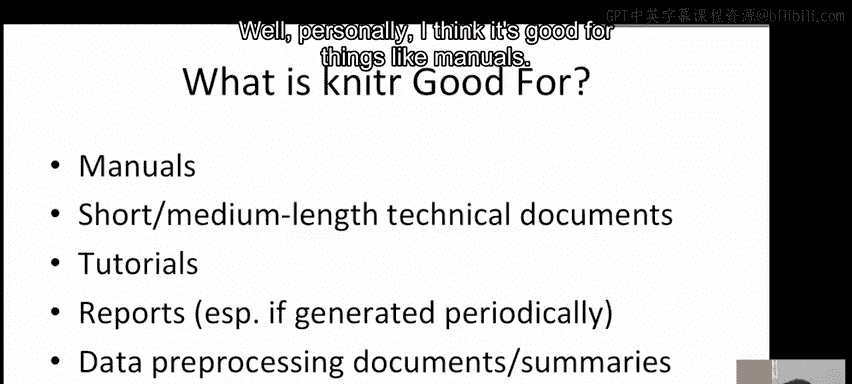 GPT中英字幕课程资源@bilibili.com
Well, personally, I think it's good for
things like manuals.
What is knitr Good For?
• Manuals
• Short/medium-length technical documents
• Tutorials
• Reports (esp. if generated periodically)
• Data preprocessing documents/summaries